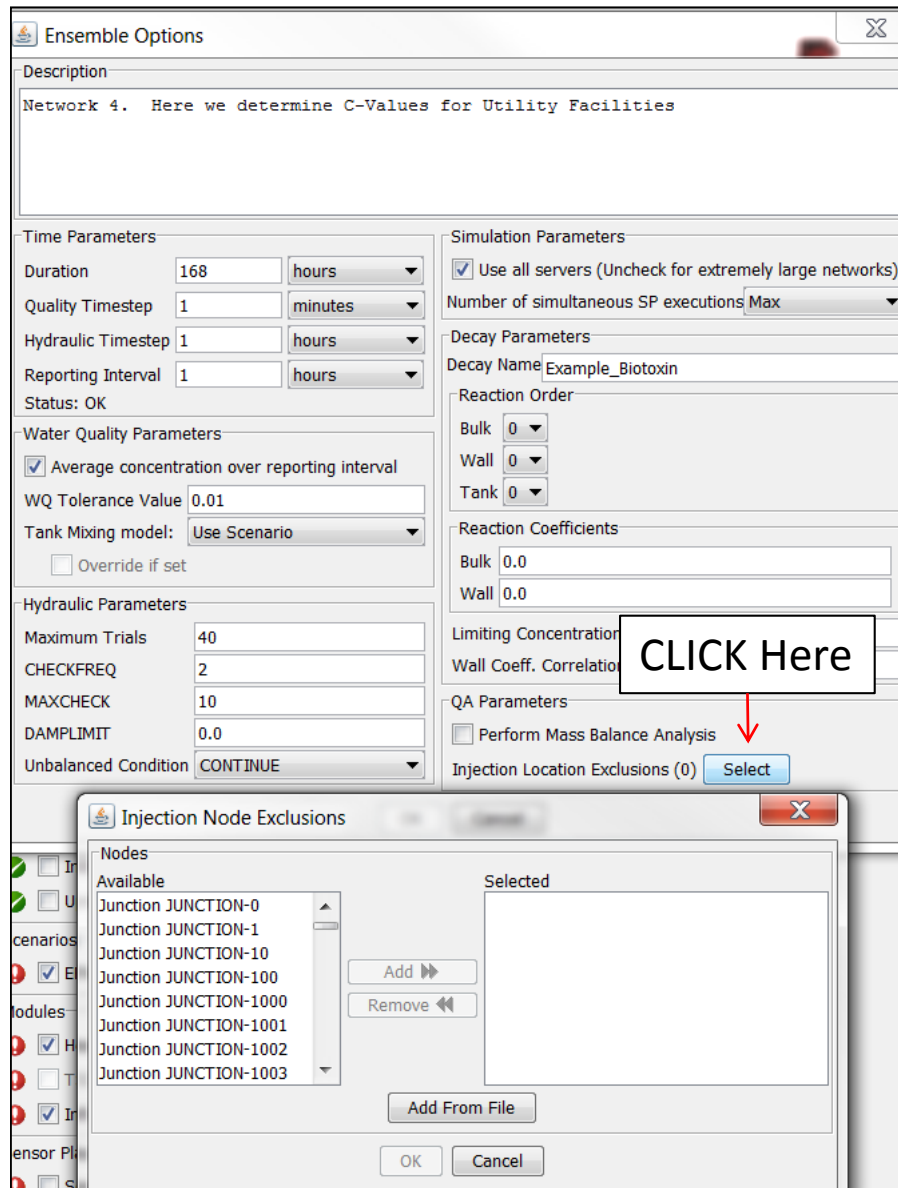 Ensemble Options
Description
Network 4.  Here we determine C-Values for Utility Facilities
Time Parameters
Duration 168 hours
Quality Timestep 1 minutes
Hydraulic Timestep 1 hours
Reporting Interval 1 hours
Status: OK
Water Quality Parameters
Average concentration over reporting interval
WQ Tolerance Value 0.01
Tank Mixing model: Use Scenario
Override if set
Hydraulic Parameters
Maximum Trials 40
CHECKFREQ 2
MAXCHECK 10
DAMPLIMIT 0.0
Unbalanced Condition CONTINUE
Simulation Parameters
Use all servers (Uncheck for extremely large networks)
Number of simultaneous SP executions Max
Decay Parameters
Decay Name Example_Biotoxin
Reaction Order
Bulk 0
Wall 0
Tank 0
Reaction Coefficients
Bulk 0.0
Wall 0.0
Limiting Concentration
Wall Coeff. Correlation
CLICK Here
QA Parameters
Perform Mass Balance Analysis
Injection Location Exclusions (0) Select
Injection Node Exclusions
Nodes
Available
Junction JUNCTION-0
Junction JUNCTION-1
Junction JUNCTION-10
Junction JUNCTION-100
Junction JUNCTION-1000
Junction JUNCTION-1001
Junction JUNCTION-1002
Junction JUNCTION-1003
Add
Remove
Selected
Add From File
OK Cancel